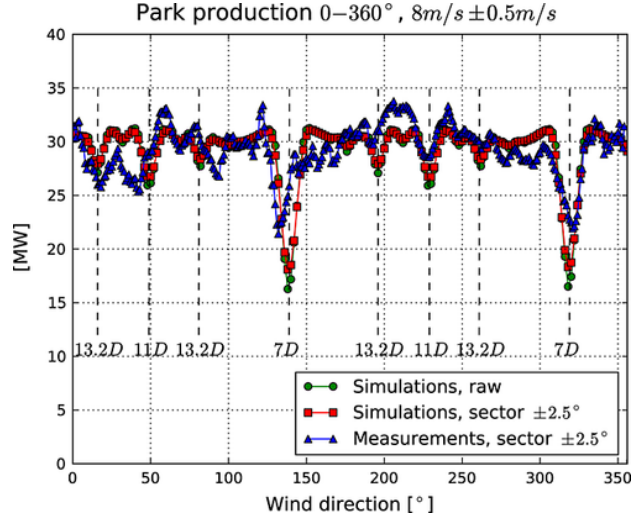 Park production 0−360°, 8m/s ±0.5m/s
[MW]
40
35
30
25
20
15
10
5
0
13.2D 11D 13.2D 7D 13.2D 11D 13.2D 7D
Simulations, raw
Simulations, sector ±2.5°
Measurements, sector ±2.5°
0 50 100 150 200 250 300 350
Wind direction [°]